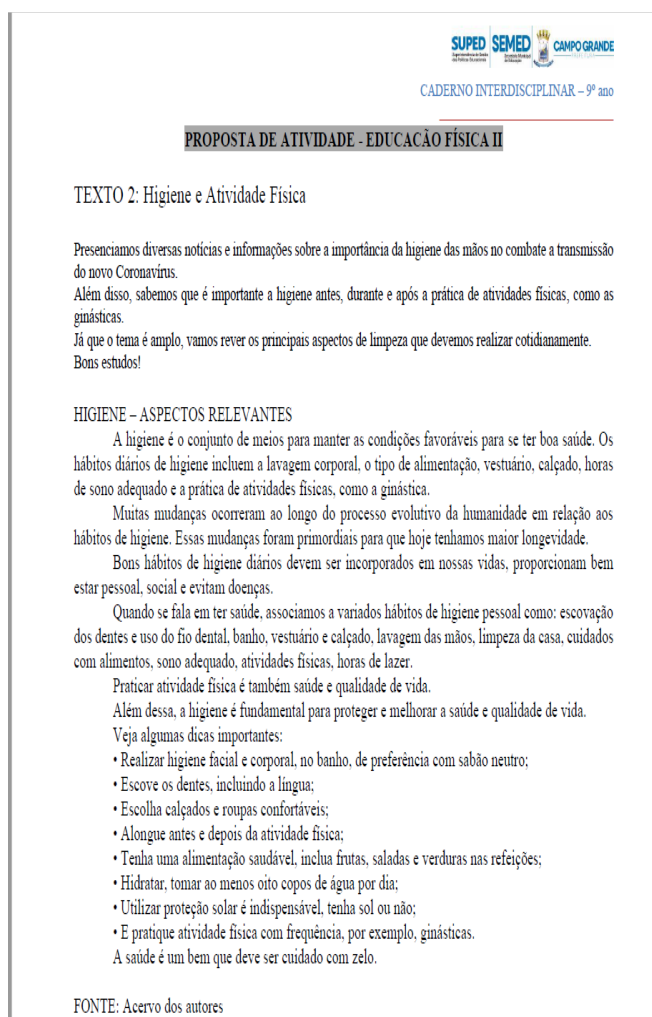 SUPED SEMED CAMPO GRANDE
CADERNO INTERDISCIPLINAR – 9º ano
PROPOSTA DE ATIVIDADE - EDUCACÃO FÍSICA II
TEXTO 2: Higiene e Atividade Física
Presenciamos diversas notícias e informações sobre a importância da higiene das mãos no combate a transmissão
do novo Coronavírus.
Além disso, sabemos que é importante a higiene antes, durante e após a prática de atividades físicas, como as
ginásticas.
Já que o tema é amplo, vamos rever os principais aspectos de limpeza que devemos realizar cotidianamente.
Bons estudos!
HIGIENE – ASPECTOS RELEVANTES
A higiene é o conjunto de meios para manter as condições favoráveis para se ter boa saúde. Os
hábitos diários de higiene incluem a lavagem corporal, o tipo de alimentação, vestuário, calçado, horas
de sono adequado e a prática de atividades físicas, como a ginástica.
Muitas mudanças ocorreram ao longo do processo evolutivo da humanidade em relação aos
hábitos de higiene. Essas mudanças foram primordiais para que hoje tenhamos maior longevidade.
Bons hábitos de higiene diários devem ser incorporados em nossas vidas, proporcionam bem
estar pessoal, social e evitam doenças.
Quando se fala em ter saúde, associamos a variados hábitos de higiene pessoal como: escovação
dos dentes e uso do fio dental, banho, vestuário e calçado, lavagem das mãos, limpeza da casa, cuidados
com alimentos, sono adequado, atividades físicas, horas de lazer.
Praticar atividade física é também saúde e qualidade de vida.
Além dessa, a higiene é fundamental para proteger e melhorar a saúde e qualidade de vida.
Veja algumas dicas importantes:
• Realizar higiene facial e corporal, no banho, de preferência com sabão neutro;
• Escove os dentes, incluindo a língua;
• Escolha calçados e roupas confortáveis;
• Alongue antes e depois da atividade física;
• Tenha uma alimentação saudável, inclua frutas, saladas e verduras nas refeições;
• Hidratar, tomar ao menos oito copos de água por dia;
• Utilizar proteção solar é indispensável, tenha sol ou não;
• E pratique atividade física com frequência, por exemplo, ginásticas.
A saúde é um bem que deve ser cuidado com zelo.
FONTE: Acervo dos autores